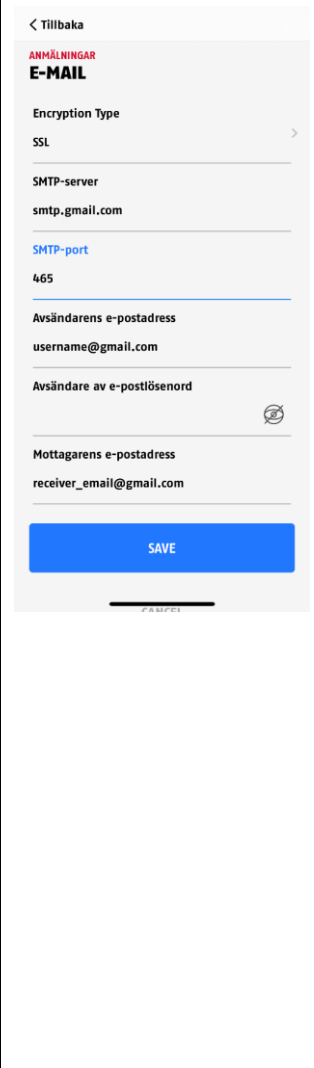 Tillbaka
ANMÄLNINGAR
E-MAIL
Encryption Type
SSL
SMTP-server
smtp.gmail.com
SMTP-port
465
Avsändarens e-postadress
username@gmail.com
Avsändare av e-postlösenord
Mottagarens e-postadress
receiver_email@gmail.com
SAVE
CANCEL